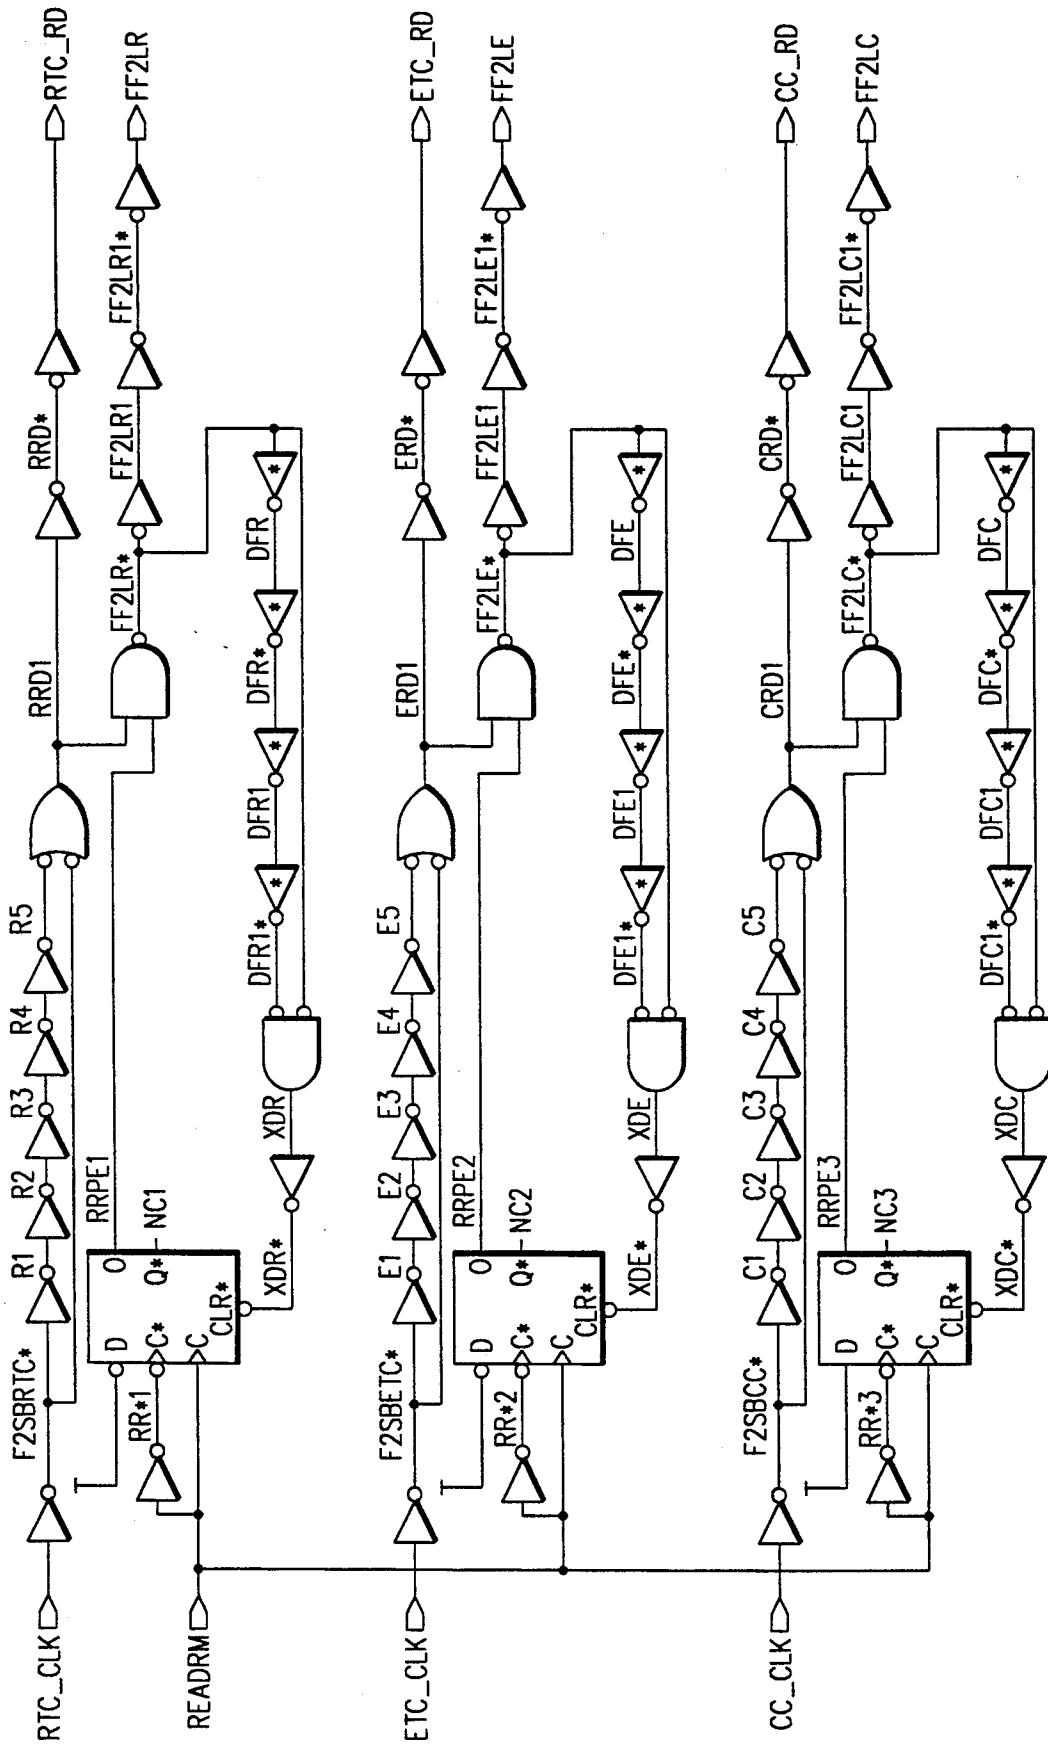 RTC_CLK
F2SBRTC*
R1
R2
R3
R4
R5
RRD1
RRD*
RTC_RD
READRM
RR*1
D
C*
C
O
Q*
CLR*
RRPE1
NC1
FF2LR*
FF2LR1
FF2LR1*
FF2LR
XDR*
XDR
DFR1*
*
DFR1
*
DFR*
*
DFR
*
ETC_CLK
F2SBETC*
E1
E2
E3
E4
E5
ERD1
ERD*
ETC_RD
RR*2
D
C*
C
O
Q*
CLR*
RRPE2
NC2
FF2LE*
FF2LE1
FF2LE1*
FF2LE
XDE*
XDE
DFE1*
*
DFE1
*
DFE*
*
DFE
*
CC_CLK
F2SBCC*
C1
C2
C3
C4
C5
CRD1
CRD*
CC_RD
RR*3
D
C*
C
O
Q*
CLR*
RRPE3
NC3
FF2LC*
FF2LC1
FF2LC1*
FF2LC
XDC*
XDC
DFC1*
*
DFC1
*
DFC*
*
DFC
*